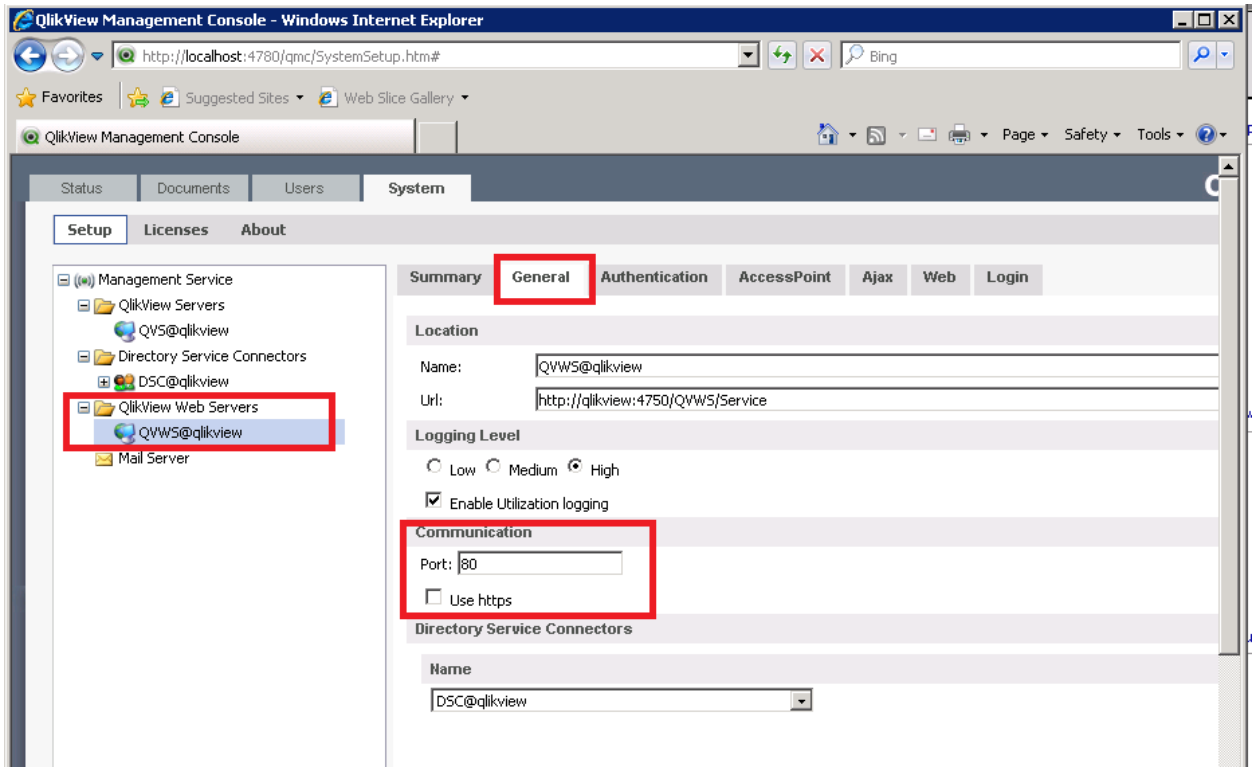 QlikView Management Console - Windows Internet Explorer
http://localhost:4780/qmc/SystemSetup.htm# Bing
Favorites Suggested Sites Web Slice Gallery
QlikView Management Console Page Safety Tools
Status Documents Users System
Setup Licenses About
Management Service
QlikView Servers
QVS@qlikview
Directory Service Connectors
DSC@qlikview
QlikView Web Servers
QVWS@qlikview
Mail Server
Summary General Authentication AccessPoint Ajax Web Login
Location
Name: QVWS@qlikview
Url: http://qlikview:4750/QVWS/Service
Logging Level
Low Medium High
Enable Utilization logging
Communication
Port: 80
Use https
Directory Service Connectors
Name
DSC@qlikview